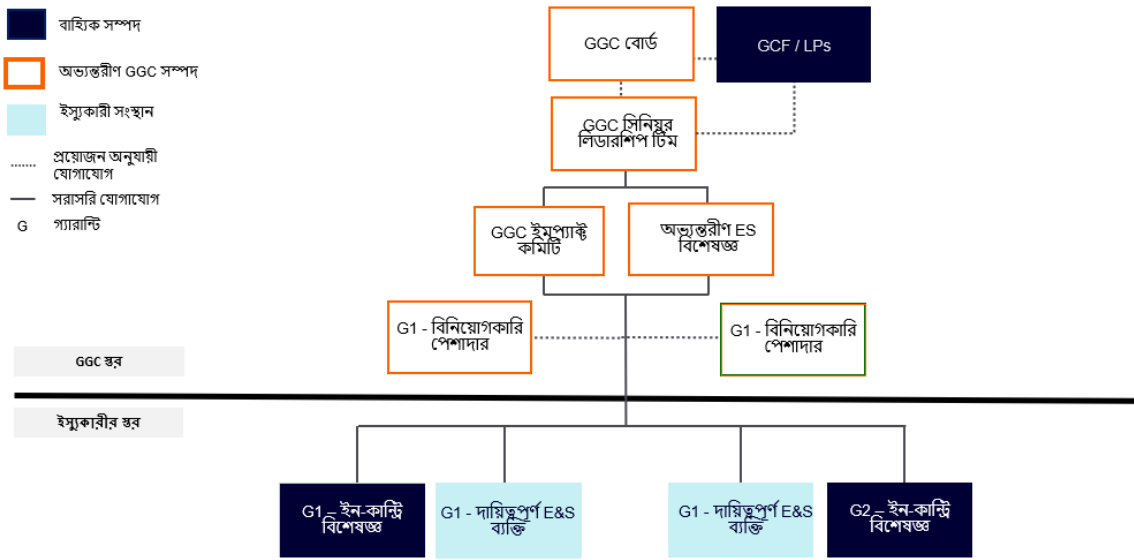 বাহ্যিক সম্পদ
অভ্যন্তরীণ GGC সম্পদ
ইস্যুকারী সংস্থান
প্রয়োজন অনুযায়ী
যোগাযোগ
সরাসরি যোগাযোগ
G গ্যারান্টি
GGC বোর্ড
GCF / LPs
GGC সিনিয়র
লিডারশিপ টিম
GGC ইমপ্যাক্ট
কমিটি
অভ্যন্তরীণ ES
বিশেষজ্ঞ
G1 - বিনিয়োগকারি
পেশাদার
G1 - বিনিয়োগকারি
পেশাদার
GGC স্তর
ইস্যুকারীর স্তর
G1 – ইন-কান্ট্রি
বিশেষজ্ঞ
G1 - দায়িত্বপূর্ণ E&S
ব্যক্তি
G1 - দায়িত্বপূর্ণ E&S
ব্যক্তি
G2 – ইন-কান্ট্রি
বিশেষজ্ঞ